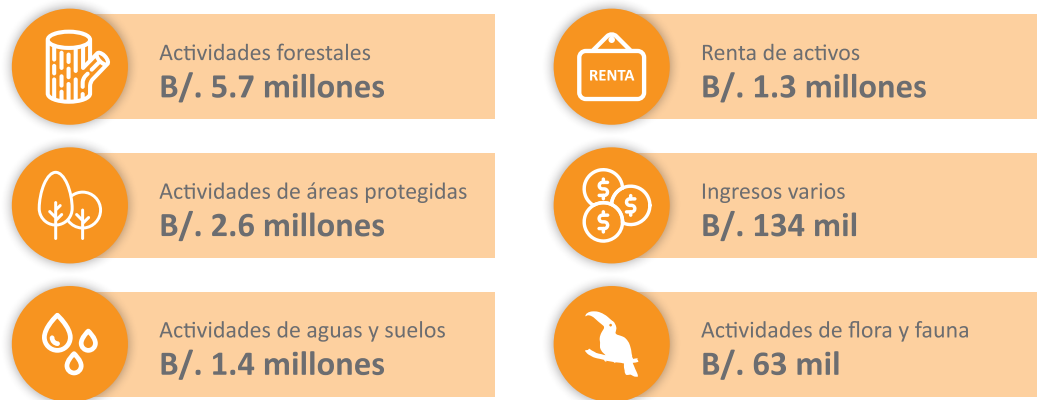 Actividades forestales
B/. 5.7 millones
Actividades de áreas protegidas
B/. 2.6 millones
Actividades de aguas y suelos
B/. 1.4 millones
RENTA
Renta de activos
B/. 1.3 millones
$ $ $
Ingresos varios
B/. 134 mil
Actividades de flora y fauna
B/. 63 mil